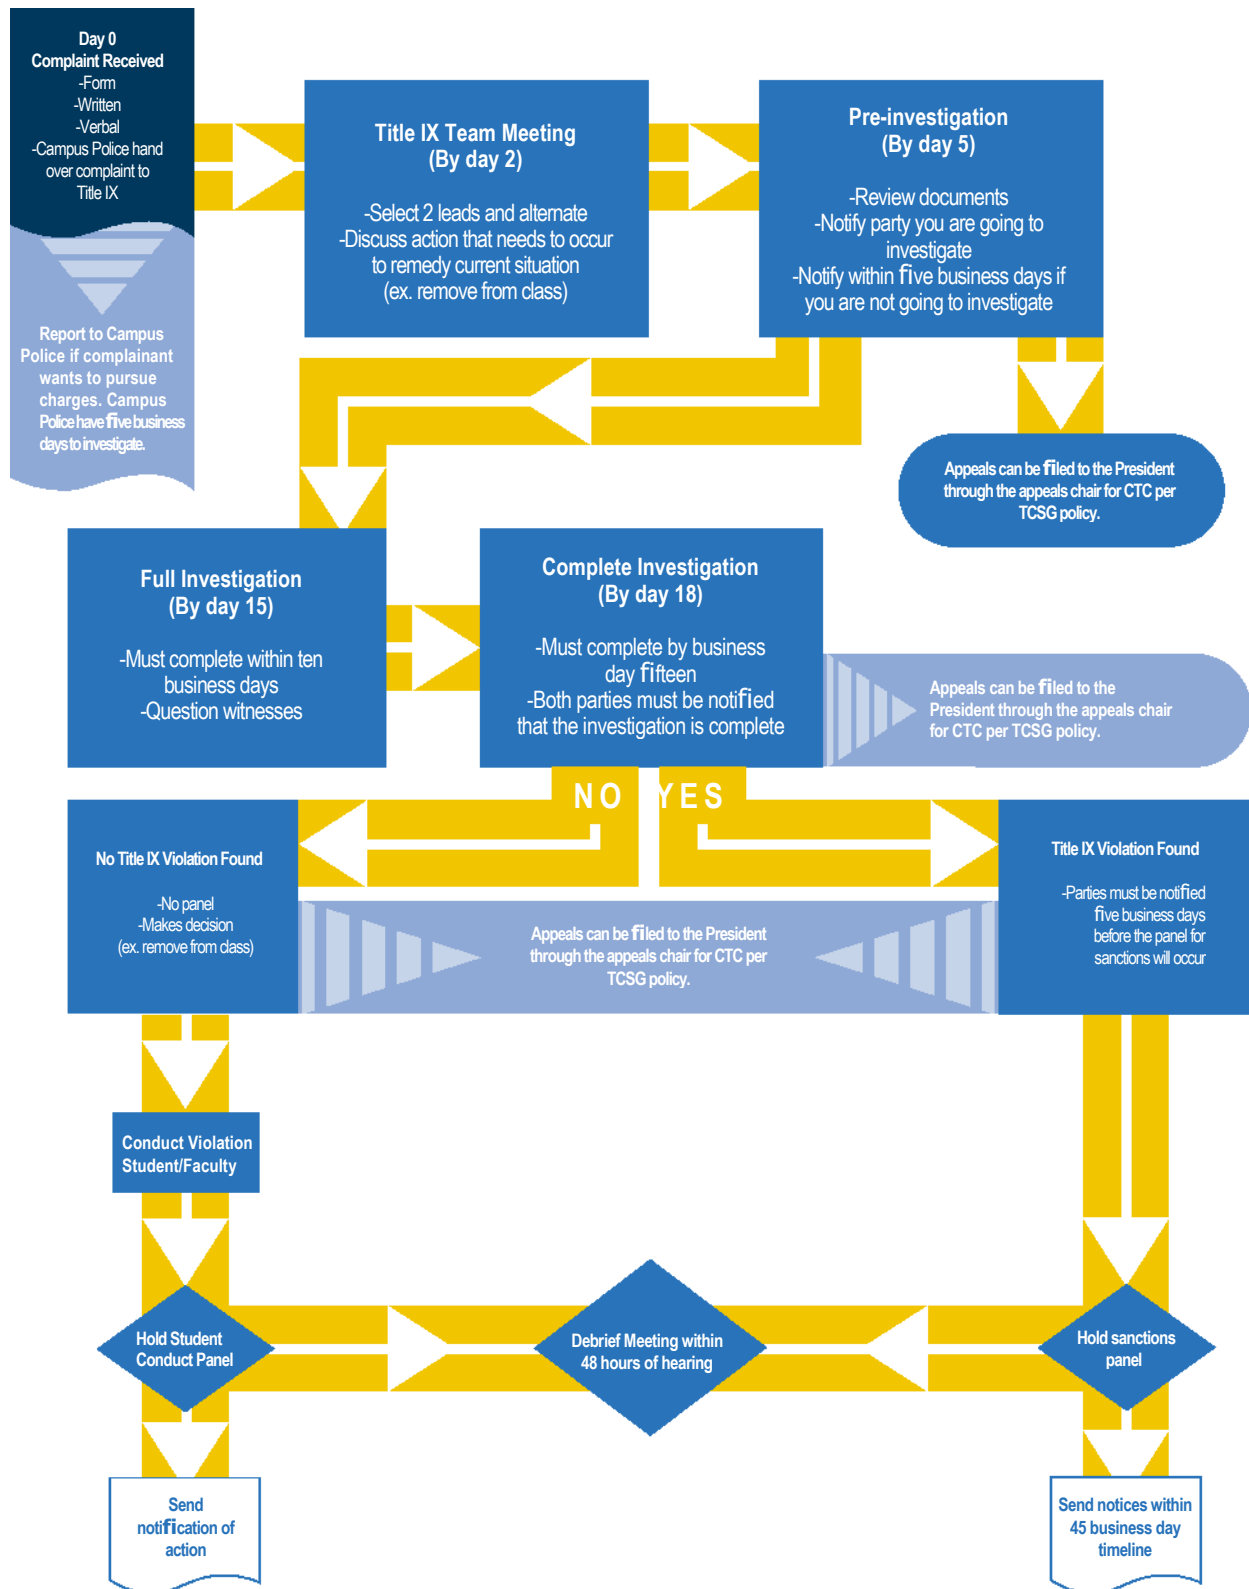 Day 0
Complaint Received
-Form
-Written
-Verbal
-Campus Police hand
over complaint to
Title IX
Report to Campus
Police if complainant
wants to pursue
charges. Campus
Police have five business
days to investigate.
Title IX Team Meeting
(By day 2)
-Select 2 leads and alternate
-Discuss action that needs to occur
to remedy current situation
(ex. remove from class)
Pre-investigation
(By day 5)
-Review documents
-Notify party you are going to
investigate
-Notify within five business days if
you are not going to investigate
Appeals can be filed to the President
through the appeals chair for CTC per
TCSG policy.
Full Investigation
(By day 15)
-Must complete within ten
business days
-Question witnesses
Complete Investigation
(By day 18)
-Must complete by business
day fifteen
-Both parties must be notified
that the investigation is complete
Appeals can be filed to the
President through the appeals chair
for CTC per TCSG policy.
NO YES
No Title IX Violation Found
-No panel
-Makes decision
(ex. remove from class)
Appeals can be filed to the President
through the appeals chair for CTC per
TCSG policy.
Title IX Violation Found
-Parties must be notified
five business days
before the panel for
sanctions will occur
Conduct Violation
Student/Faculty
Hold Student
Conduct Panel
Debrief Meeting within
48 hours of hearing
Hold sanctions
panel
Send
notification of
action
Send notices within
45 business day
timeline